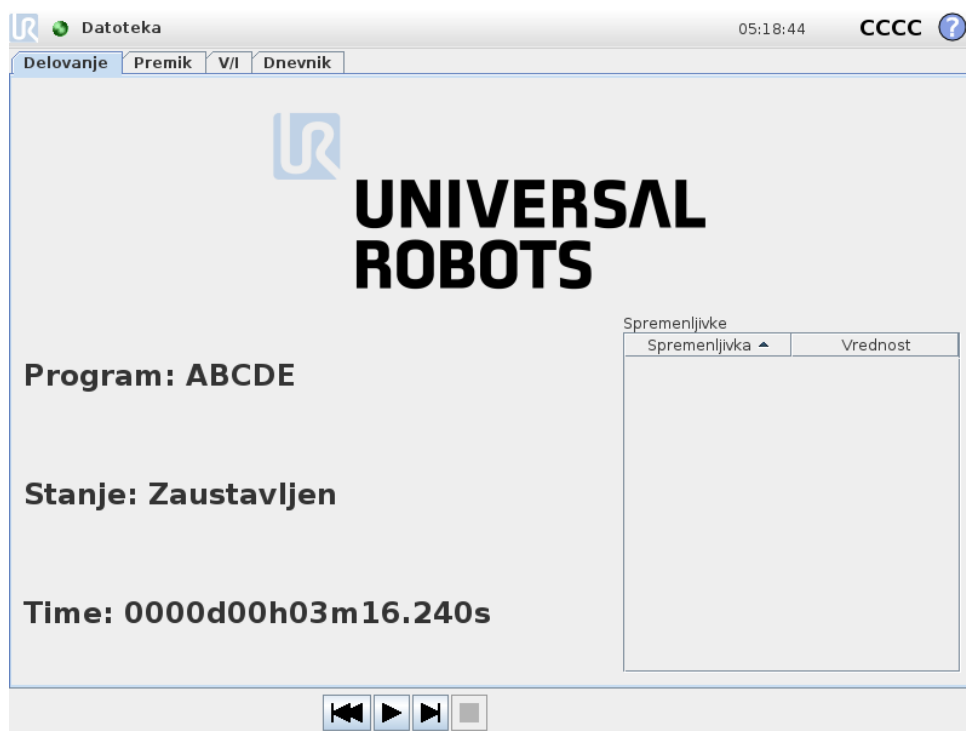 Datoteka 05:18:44 CCCC ?
Delovanje Premik V/I Dnevnik
UR
UNIVERSAL
ROBOTS
Spremenljivke
Spremenljivka Vrednost
Program: ABCDE
Stanje: Zaustavljen
Time: 0000d00h03m16.240s